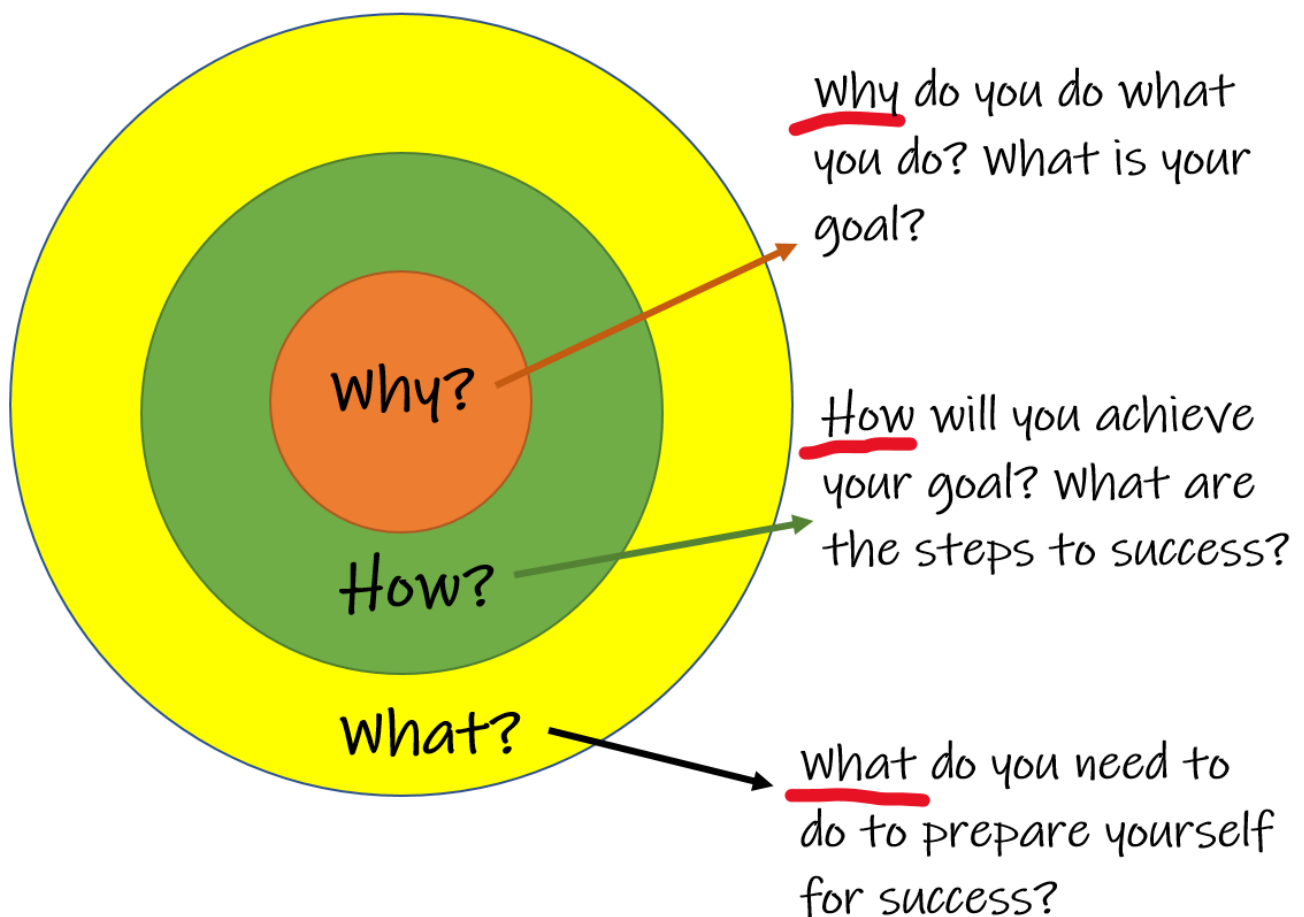 Why?
How?
What?
Why do you do what
you do? What is your
goal?
How will you achieve
your goal? What are
the steps to success?
What do you need to
do to prepare yourself
for success?